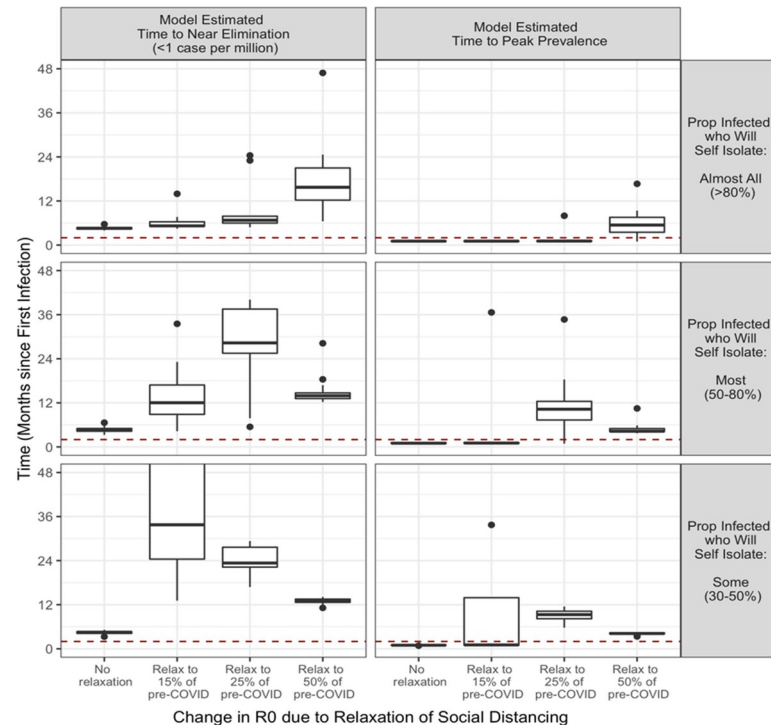 Model Estimated
Time to Near Elimination
(<1 case per million)
Model Estimated
Time to Peak Prevalence
Time (Months since First Infection)
48
36
24
12
0
Prop Infected
who Will
Self Isolate:
Almost All
(>80%)
48
36
24
12
0
Prop Infected
who Will
Self Isolate:
Most
(50-80%)
48
36
24
12
0
Prop Infected
who Will
Self Isolate:
Some
(30-50%)
No
relaxation
Relax to
15% of
pre-COVID
Relax to
25% of
pre-COVID
Relax to
50% of
pre-COVID
No
relaxation
Relax to
15% of
pre-COVID
Relax to
25% of
pre-COVID
Relax to
50% of
pre-COVID
Change in R0 due to Relaxation of Social Distancing